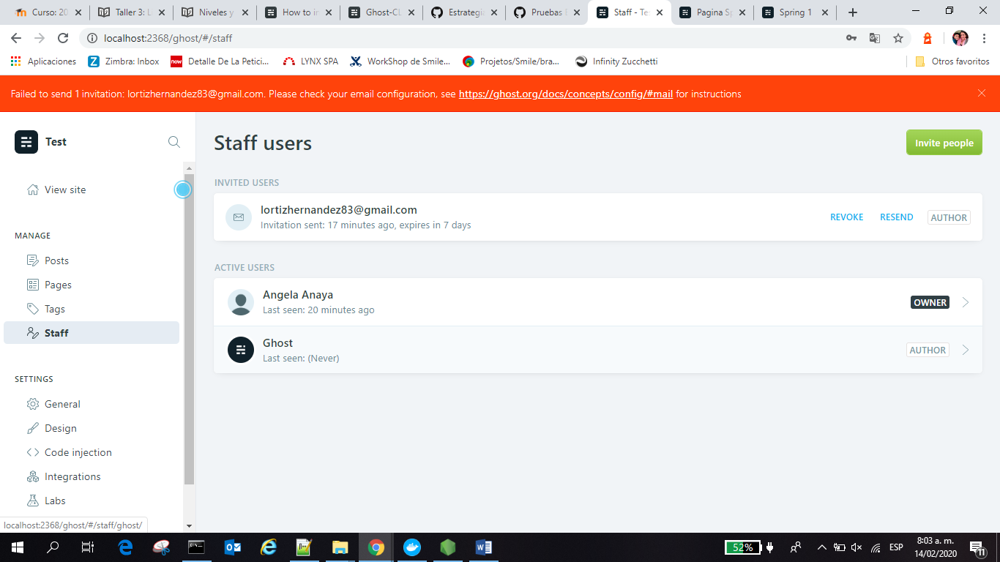 Curso: 20
Taller 3: L
Niveles y
How to in
Ghost-CL
Estrategia
Pruebas E
Staff - Tes
Pagina Sp
Spring 1
localhost:2368/ghost/#/staff
Aplicaciones
Zimbra: Inbox
now
Detalle De La Petici...
LYNX SPA
WorkShop de Smile...
Projetos/Smile/bra...
Infinity Zucchetti
Otros favoritos
Failed to send 1 invitation: lortizhernandez83@gmail.com. Please check your email configuration, see https://ghost.org/docs/concepts/config/#mail for instructions
Test
View site
MANAGE
Posts
Pages
Tags
Staff
SETTINGS
General
Design
Code injection
Integrations
Labs
localhost:2368/ghost/#/staff/ghost/
Staff users
Invite people
INVITED USERS
lortizhernandez83@gmail.com
Invitation sent: 17 minutes ago, expires in 7 days
REVOKE
RESEND
AUTHOR
ACTIVE USERS
Angela Anaya
Last seen: 20 minutes ago
OWNER
Ghost
Last seen: (Never)
AUTHOR
52%
ESP
8:03 a. m.
14/02/2020
11